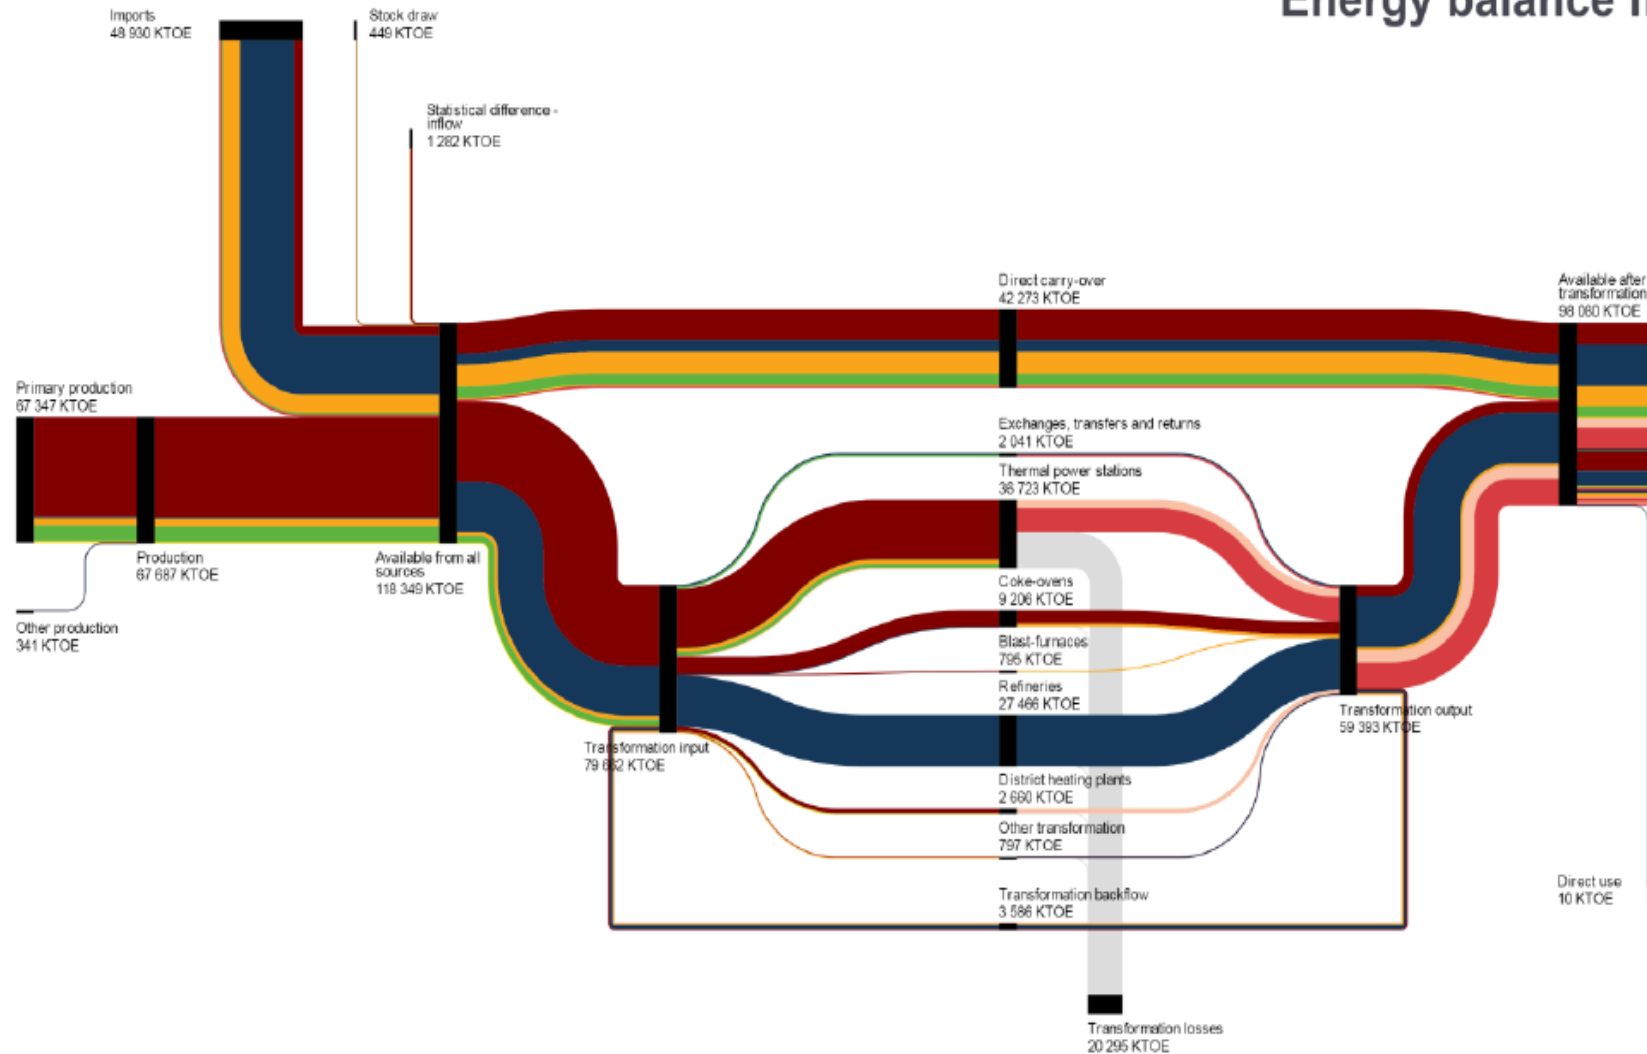 Energy balance
Imports
48 930 KTOE
Stock draw
449 KTOE
Statistical difference -
inflow
1 282 KTOE
Direct carry-over
42 273 KTOE
Available after
transformation
98 080 KTOE
Primary production
67 347 KTOE
Exchanges, transfers and returns
2 041 KTOE
Thermal power stations
36 723 KTOE
Production
67 687 KTOE
Available from all
sources
118 349 KTOE
Coke-ovens
9 206 KTOE
Other production
341 KTOE
Blast-furnaces
795 KTOE
Refineries
27 466 KTOE
Transformation output
59 393 KTOE
Transformation input
79 662 KTOE
District heating plants
2 660 KTOE
Other transformation
797 KTOE
Transformation backflow
3 586 KTOE
Direct use
10 KTOE
Transformation losses
20 295 KTOE